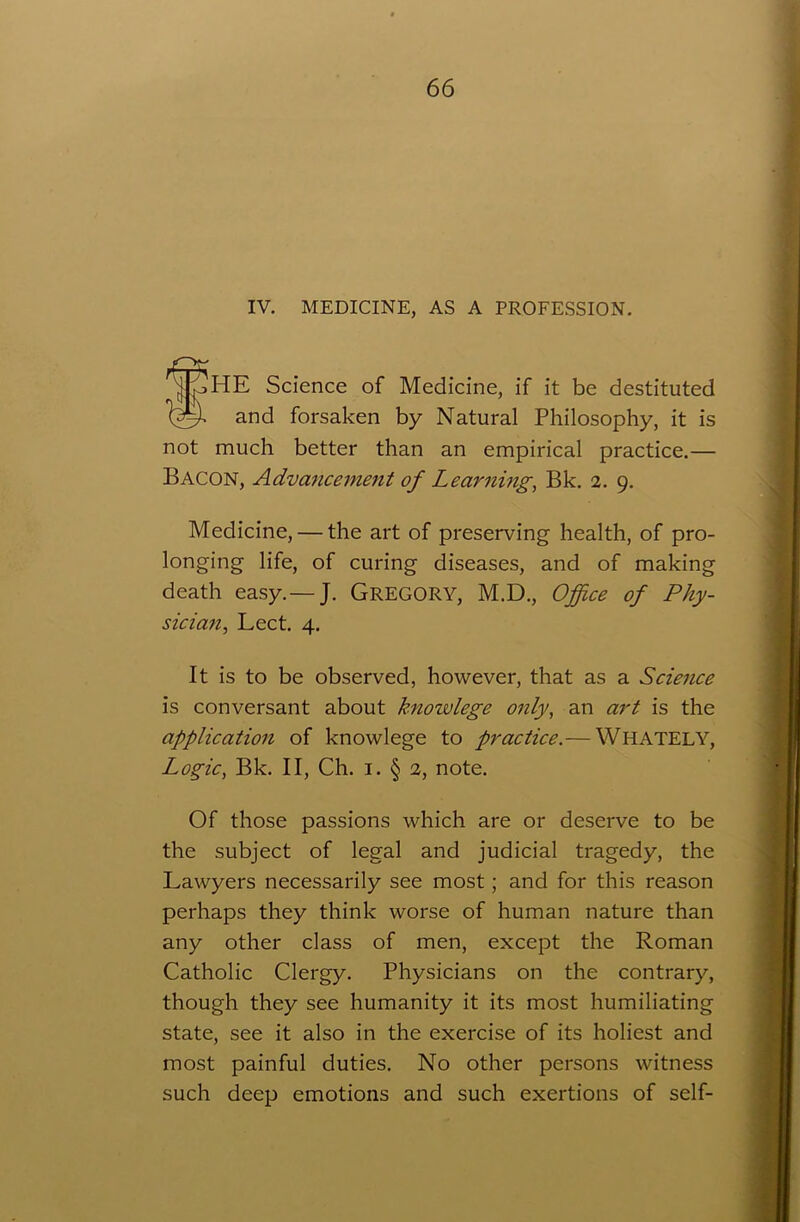 66
IV. MEDICINE, AS A PROFESSION.
THE Science of Medicine, if it be destituted
and forsaken by Natural Philosophy, it is
not much better than an empirical practice.—
BACON, Advancement of Learning, Bk. 2. 9.
Medicine,—the art of preserving health, of pro-
longing life, of curing diseases, and of making
death easy.—J. GREGORY, M.D., Office of Phy-
sician, Lect. 4.
It is to be observed, however, that as a Science
is conversant about knowlege only, an art is the
application of knowlege to practice.—WHATELY,
Logic, Bk. II, Ch. 1. § 2, note.
Of those passions which are or deserve to be
the subject of legal and judicial tragedy, the
Lawyers necessarily see most; and for this reason
perhaps they think worse of human nature than
any other class of men, except the Roman
Catholic Clergy. Physicians on the contrary,
though they see humanity it its most humiliating
state, see it also in the exercise of its holiest and
most painful duties. No other persons witness
such deep emotions and such exertions of self-